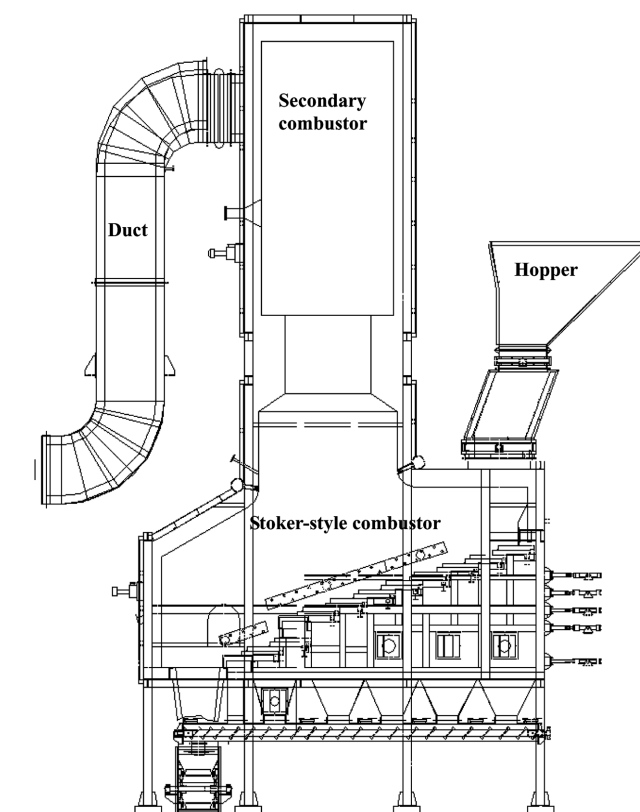 Secondary
combustor
Duct
Hopper
Stoker-style combustor